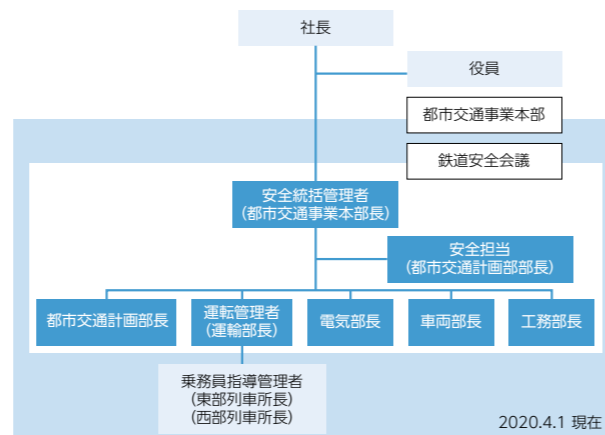 社長
役員
都市交通事業本部
鉄道安全会議
安全統括管理者
(都市交通事業本部長)
安全担当
(都市交通計画部部長)
都市交通計画部長
運転管理者
(運輸部長)
電気部長
車両部長
工務部長
乗務員指導管理者
(東部列車所長)
(西部列車所長)
2020.4.1 現在